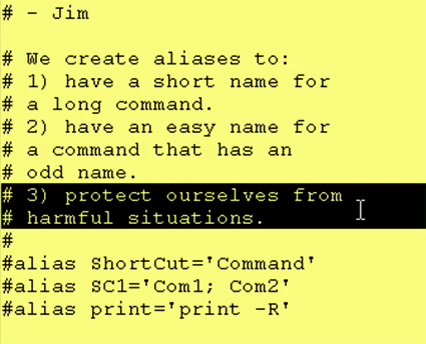 # - Jim
# We create aliases to:
# 1) have a short name for
# a long command.
# 2) have an easy name for
# a command that has an
# odd name.
# 3) protect ourselves from
# harmful situations.
#
#alias ShortCut='Command'
#alias SC1='Com1; Com2'
#alias print='print -R'